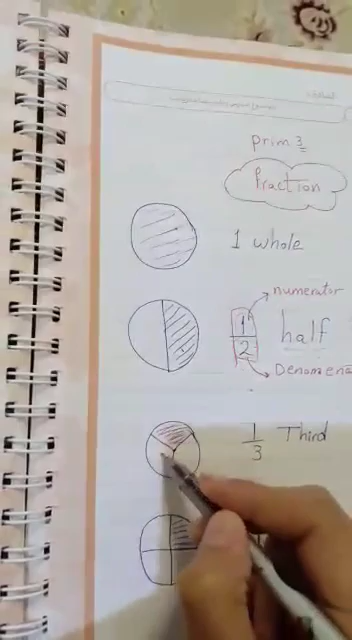 prim 3
Fraction
1 whole
numerator
1
2
half
Denomena
1
3
Third